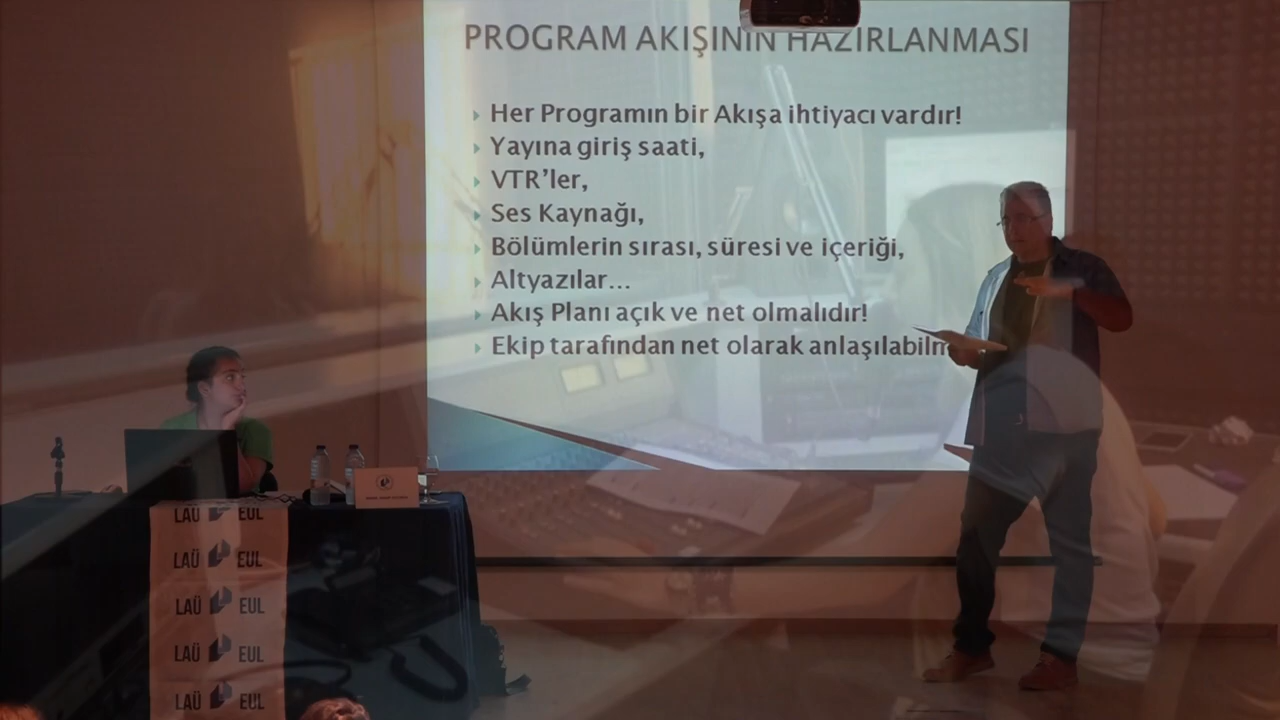 PROGRAM AKIŞININ HAZIRLANMASI
Her Programın bir Akışa ihtiyacı vardır!
Yayına giriş saati,
VTR'ler,
Ses Kaynağı,
Bölümlerin sırası, süresi ve içeriği,
Altyazılar...
Akış Planı açık ve net olmalıdır!
Ekip tarafından net olarak
LAÜ EUL
LAÜ EUL
LAÜ EUL
LAÜ EUL
LAÜ EUL